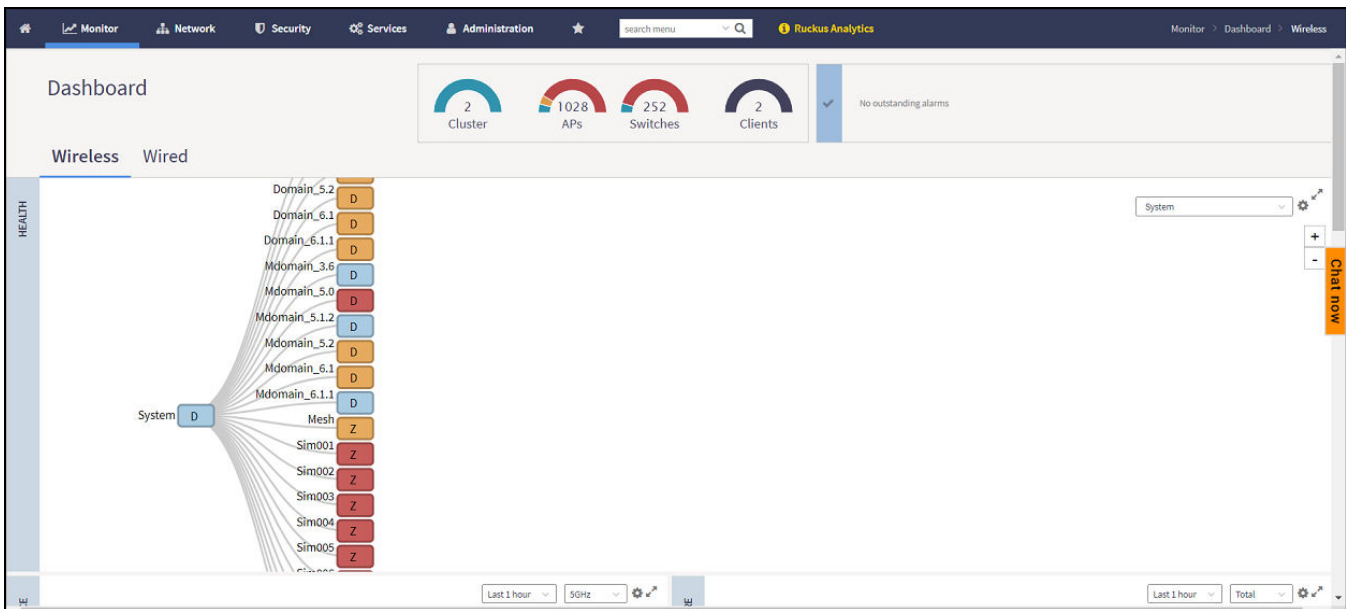 Monitor Network Security Services Administration search menu Ruckus Analytics Monitor > Dashboard > Wireless
Dashboard
2 Cluster
1028 APs
252 Switches
2 Clients
No outstanding alarms
Wireless Wired
HEALTH
System
+
-
Chat now
Domain_5.2 D
Domain_6.1 D
Domain_6.1.1 D
Mdomain_3.6 D
Mdomain_5.0 D
Mdomain_5.1.2 D
Mdomain_5.2 D
Mdomain_6.1 D
Mdomain_6.1.1 D
System D
Mesh Z
Sim001 Z
Sim002 Z
Sim003 Z
Sim004 Z
Sim005 Z
Last 1 hour 5GHz
Last 1 hour Total